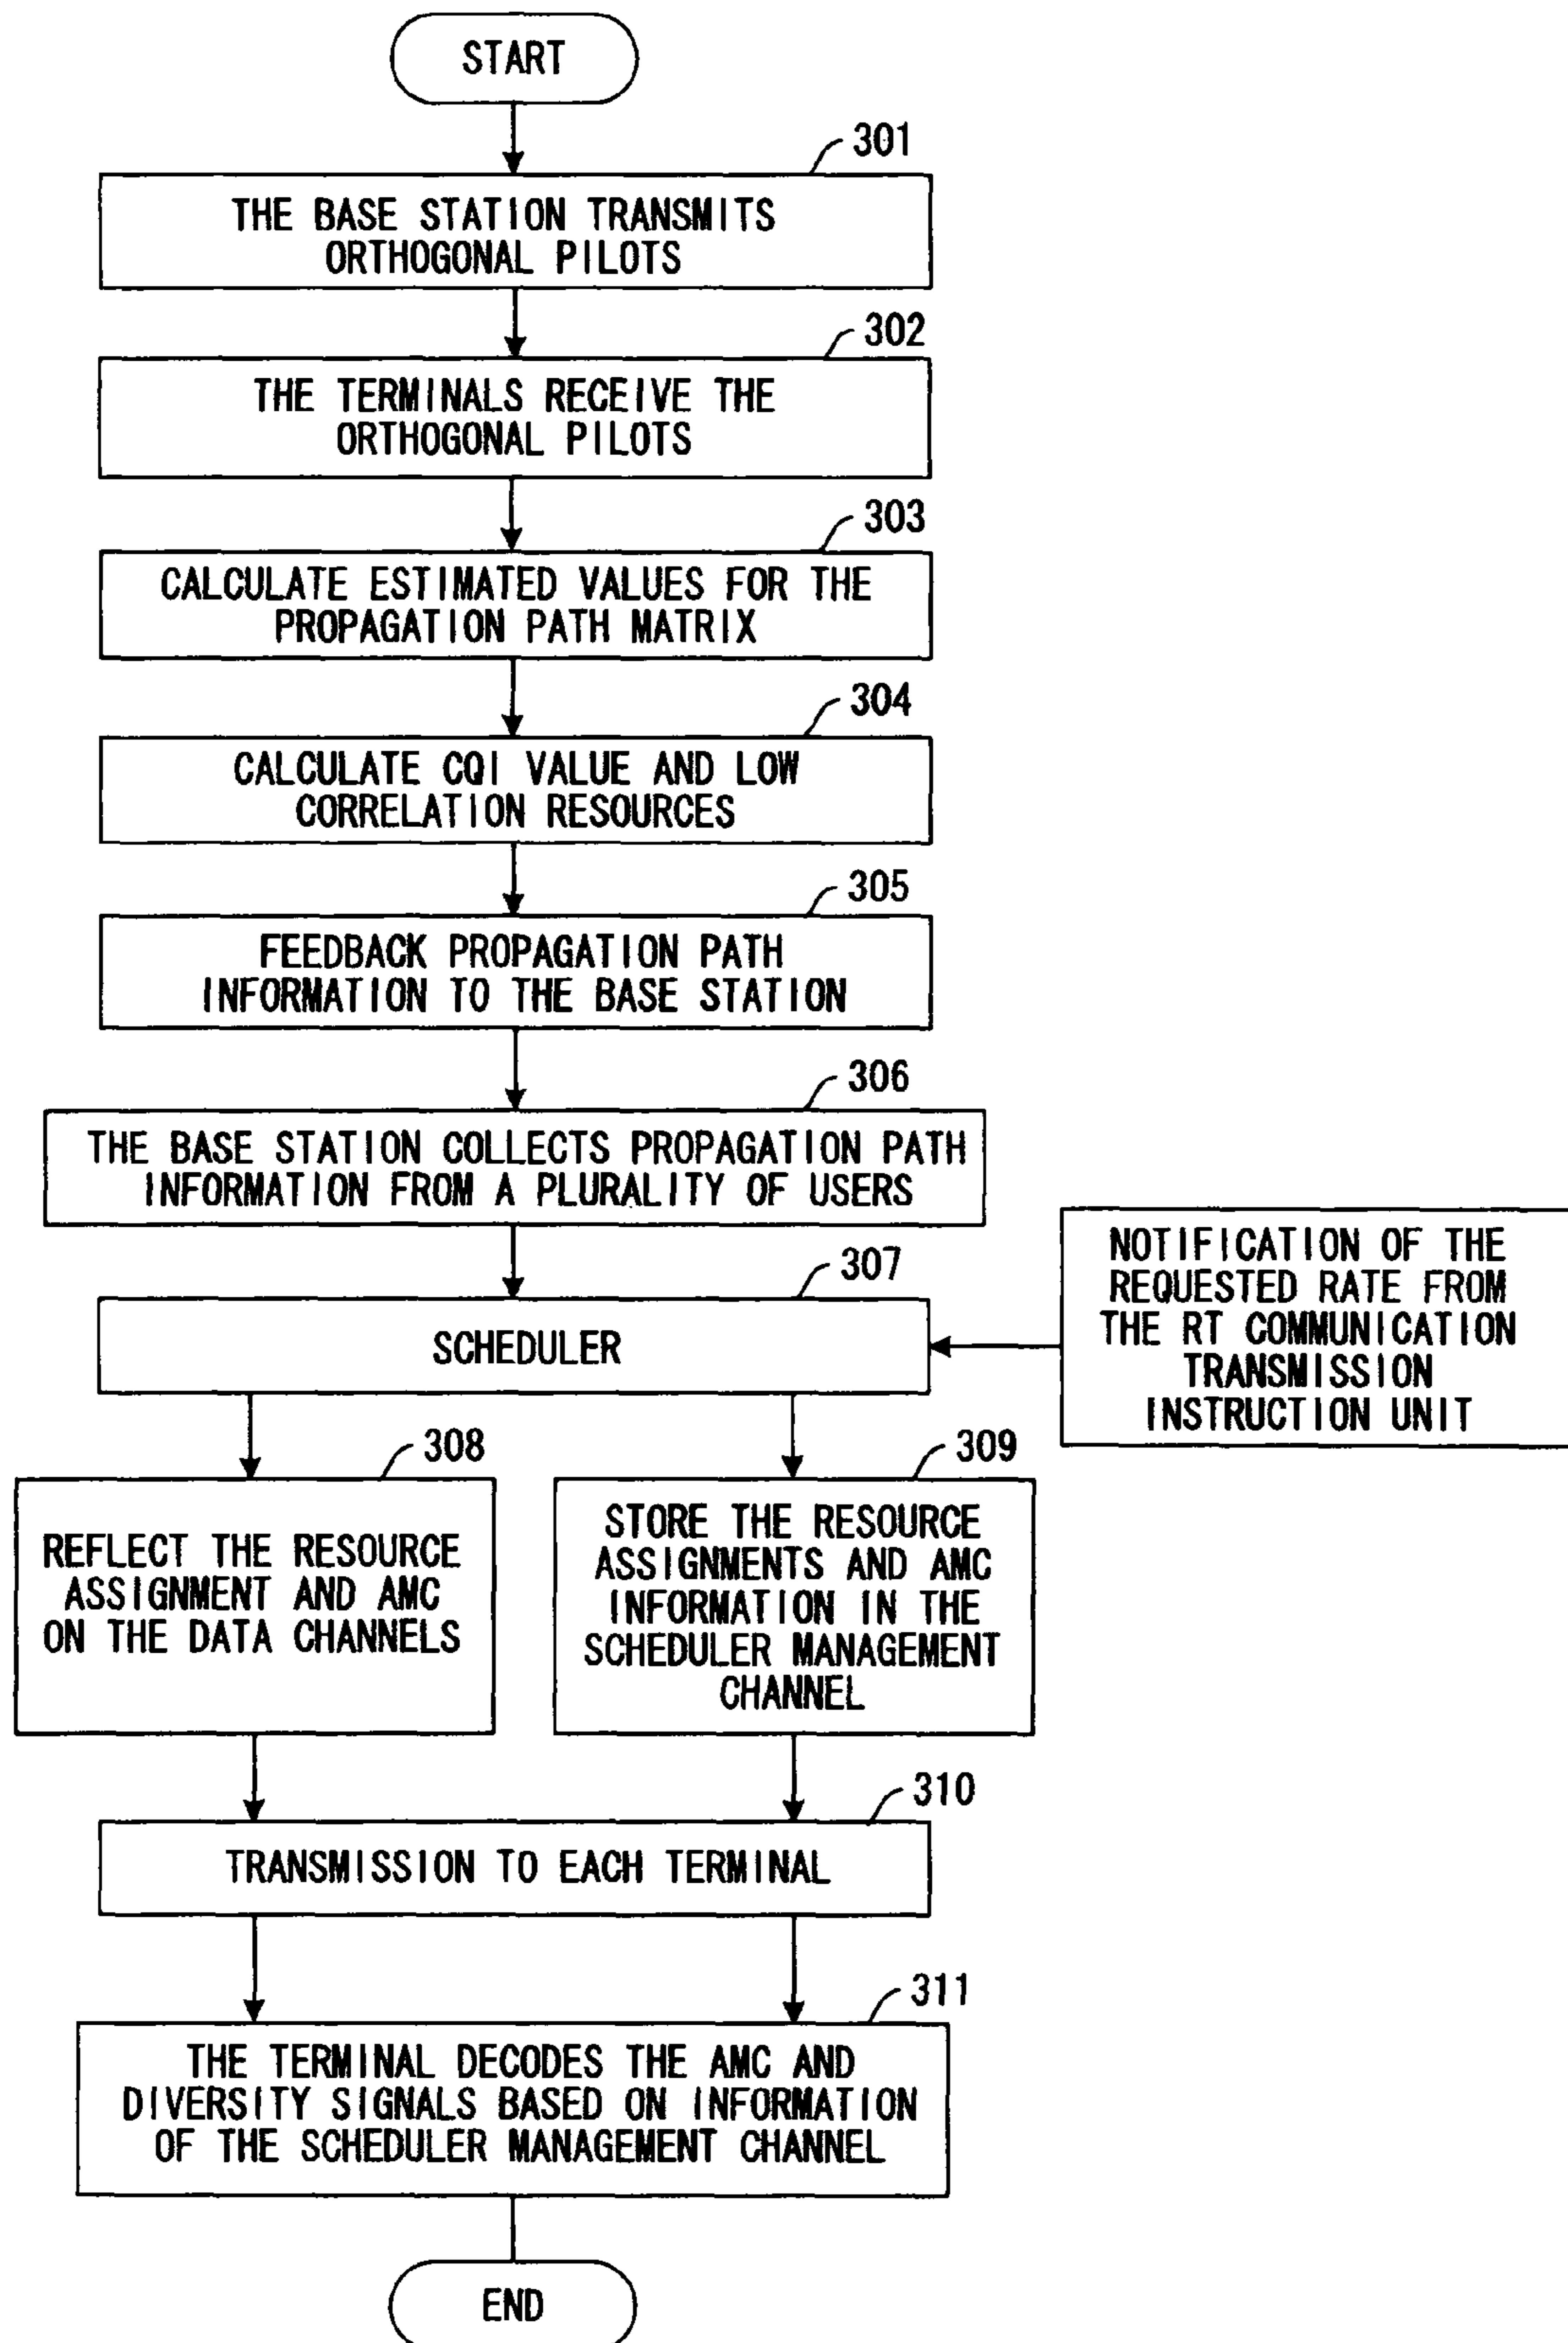 START
301
THE BASE STATION TRANSMITS
ORTHOGONAL PILOTS
302
THE TERMINALS RECEIVE THE
ORTHOGONAL PILOTS
303
CALCULATE ESTIMATED VALUES FOR THE
PROPAGATION PATH MATRIX
304
CALCULATE CQI VALUE AND LOW
CORRELATION RESOURCES
305
FEEDBACK PROPAGATION PATH
INFORMATION TO THE BASE STATION
306
THE BASE STATION COLLECTS PROPAGATION PATH
INFORMATION FROM A PLURALITY OF USERS
307
SCHEDULER
NOTIFICATION OF THE
REQUESTED RATE FROM
THE RT COMMUNICATION
TRANSMISSION
INSTRUCTION UNIT
308
REFLECT THE RESOURCE
ASSIGNMENT AND AMC
ON THE DATA CHANNELS
309
STORE THE RESOURCE
ASSIGNMENTS AND AMC
INFORMATION IN THE
SCHEDULER MANAGEMENT
CHANNEL
310
TRANSMISSION TO EACH TERMINAL
311
THE TERMINAL DECODES THE AMC AND
DIVERSITY SIGNALS BASED ON INFORMATION
OF THE SCHEDULER MANAGEMENT CHANNEL
END